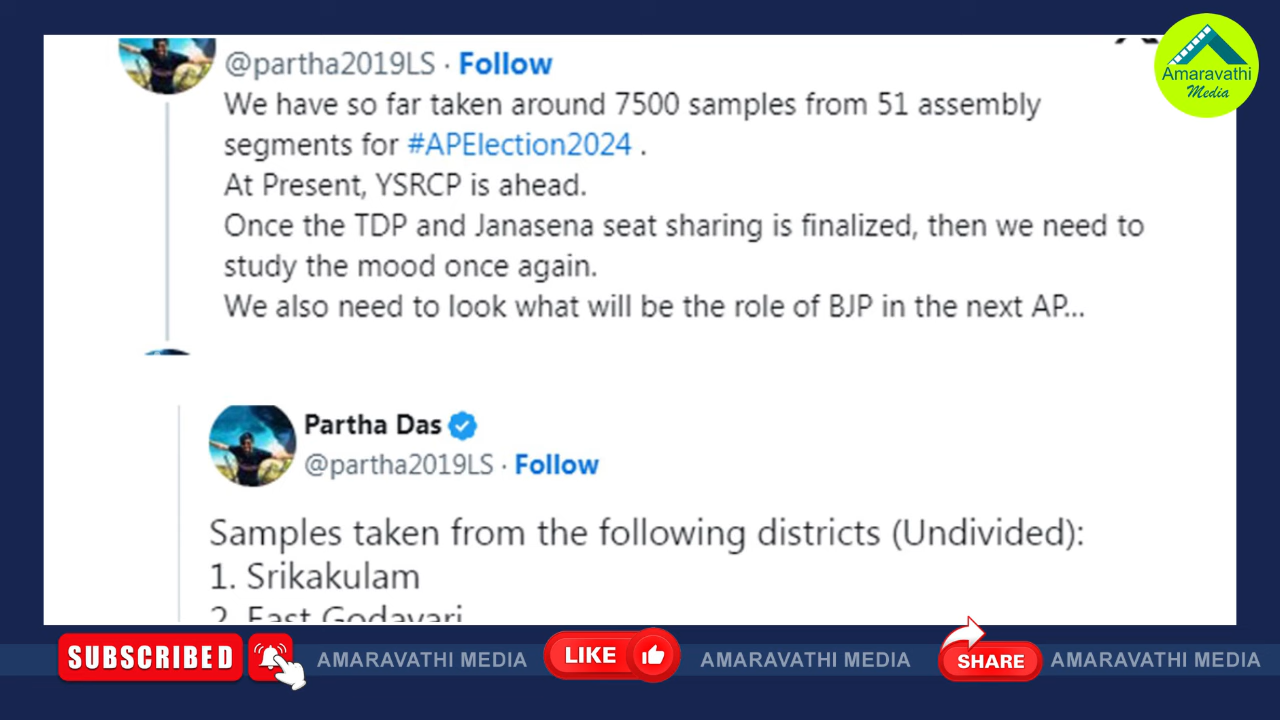 @partha2019LS · Follow
We have so far taken around 7500 samples from 51 assembly
segments for #APElection2024 .
At Present, YSRCP is ahead.
Once the TDP and Janasena seat sharing is finalized, then we need to
study the mood once again.
We also need to look what will be the role of BJP in the next AP...
Amaravathi
Media
Partha Das
@partha2019LS · Follow
Samples taken from the following districts (Undivided):
1. Srikakulam
2. East Godavari
SUBSCRIBED
AMARAVATHI MEDIA
LIKE
AMARAVATHI MEDIA
SHARE
AMARAVATHI MEDIA